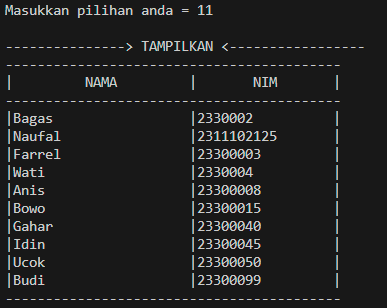 Masukkan pilihan anda = 11
---------------> TAMPILKAN <-----------------
------------------------------------------
| NAMA | NIM |
------------------------------------------
|Bagas |2330002 |
|Naufal |2311102125 |
|Farrel |23300003 |
|Wati |2330004 |
|Anis |23300008 |
|Bowo |23300015 |
|Gahar |23300040 |
|Idin |23300045 |
|Ucok |23300050 |
|Budi |23300099 |
------------------------------------------